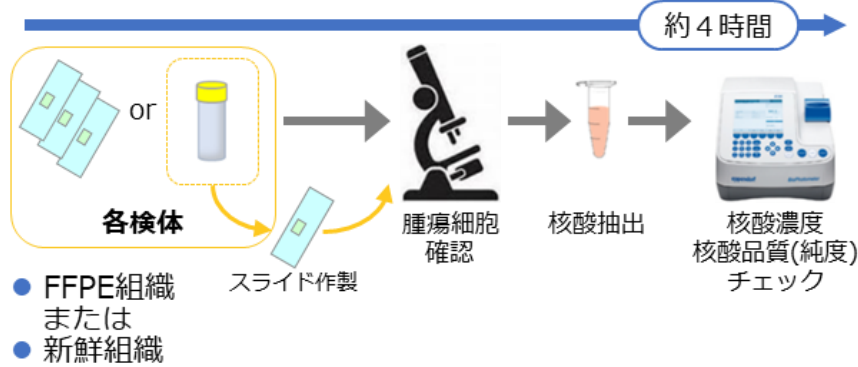 約4時間
or
各検体
スライド作製
腫瘍細胞
確認
核酸抽出
核酸濃度
核酸品質(純度)
チェック
● FFPE組織
または
● 新鮮組織
eppendorf
BioPhotometer